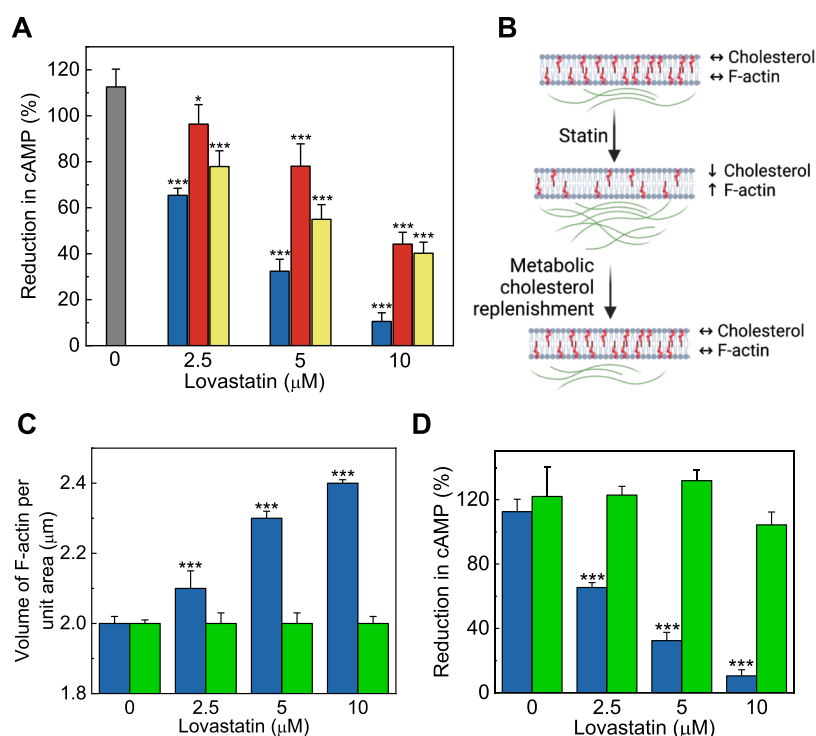 A
Reduction in cAMP (%)
120
100
80
60
40
20
0
***
*
***
***
***
***
***
***
***
0
2.5
5
10
Lovastatin (μM)
B
↔ Cholesterol
↔ F-actin
Statin
↓ Cholesterol
↑ F-actin
Metabolic
cholesterol
replenishment
↔ Cholesterol
↔ F-actin
C
Volume of F-actin per
unit area (μm)
2.4
2.2
2.0
1.8
***
***
***
0
2.5
5
10
Lovastatin (μM)
D
Reduction in cAMP (%)
120
80
40
0
***
***
***
0
2.5
5
10
Lovastatin (μM)